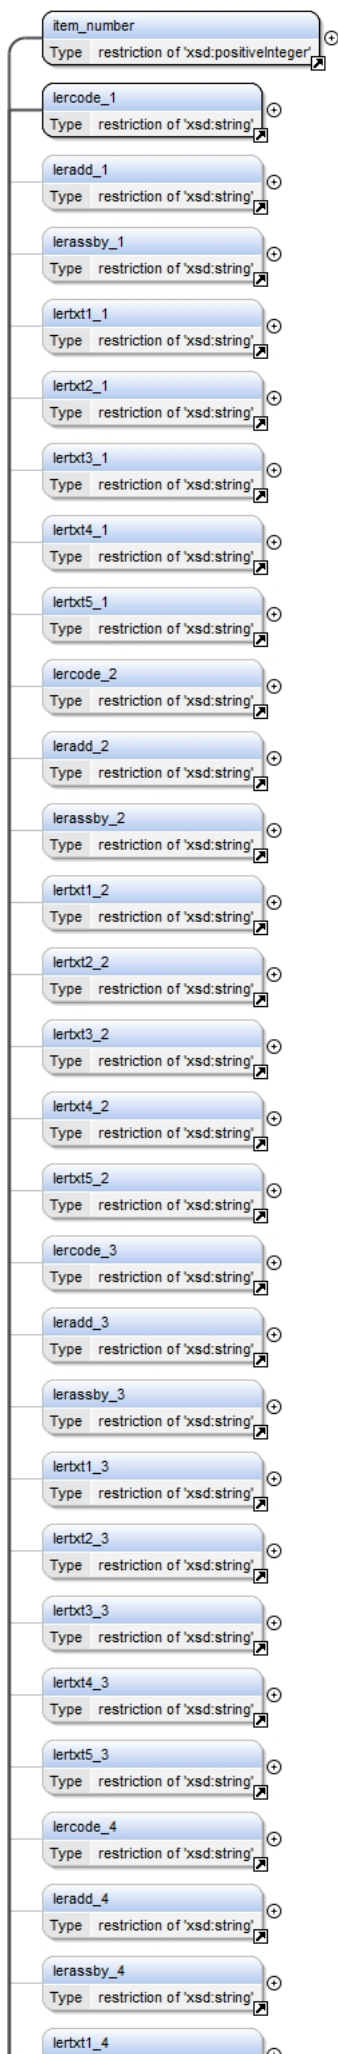 item_number
Type restriction of 'xsd:positiveInteger'
lercode_1
Type restriction of 'xsd:string'
leradd_1
Type restriction of 'xsd:string'
lerassby_1
Type restriction of 'xsd:string'
lertxt1_1
Type restriction of 'xsd:string'
lertxt2_1
Type restriction of 'xsd:string'
lertxt3_1
Type restriction of 'xsd:string'
lertxt4_1
Type restriction of 'xsd:string'
lertxt5_1
Type restriction of 'xsd:string'
lercode_2
Type restriction of 'xsd:string'
leradd_2
Type restriction of 'xsd:string'
lerassby_2
Type restriction of 'xsd:string'
lertxt1_2
Type restriction of 'xsd:string'
lertxt2_2
Type restriction of 'xsd:string'
lertxt3_2
Type restriction of 'xsd:string'
lertxt4_2
Type restriction of 'xsd:string'
lertxt5_2
Type restriction of 'xsd:string'
lercode_3
Type restriction of 'xsd:string'
leradd_3
Type restriction of 'xsd:string'
lerassby_3
Type restriction of 'xsd:string'
lertxt1_3
Type restriction of 'xsd:string'
lertxt2_3
Type restriction of 'xsd:string'
lertxt3_3
Type restriction of 'xsd:string'
lertxt4_3
Type restriction of 'xsd:string'
lertxt5_3
Type restriction of 'xsd:string'
lercode_4
Type restriction of 'xsd:string'
leradd_4
Type restriction of 'xsd:string'
lerassby_4
Type restriction of 'xsd:string'
lertxt1_4